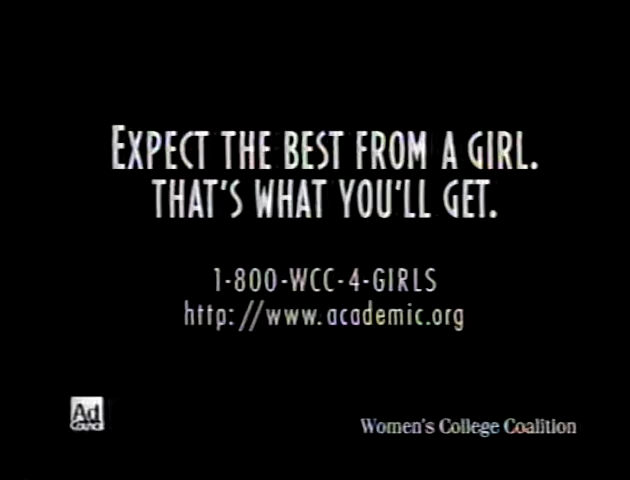 EXPECT THE BEST FROM A GIRL.
THAT'S WHAT YOU'LL GET.
1-800-WCC-4-GIRLS
http://www.academic.org
Ad
Council
Women's College Coalition